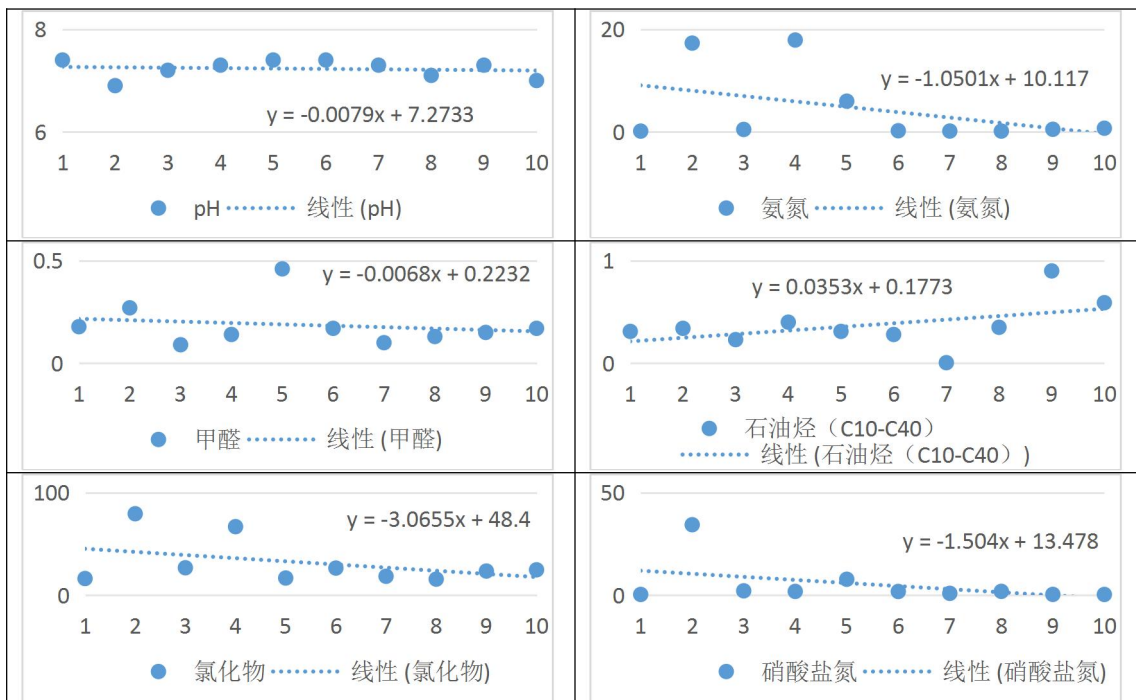 8
y = -0.0079x + 7.2733
6
1 2 3 4 5 6 7 8 9 10
pH 线性 (pH)
20
y = -1.0501x + 10.117
0
1 2 3 4 5 6 7 8 9 10
氨氮 线性 (氨氮)
0.5
y = -0.0068x + 0.2232
0
1 2 3 4 5 6 7 8 9 10
甲醛 线性 (甲醛)
1
y = 0.0353x + 0.1773
0
1 2 3 4 5 6 7 8 9 10
石油烃（C10-C40）
线性 (石油烃（C10-C40）)
100
y = -3.0655x + 48.4
0
1 2 3 4 5 6 7 8 9 10
氯化物 线性 (氯化物)
50
y = -1.504x + 13.478
0
1 2 3 4 5 6 7 8 9 10
硝酸盐氮 线性 (硝酸盐氮)